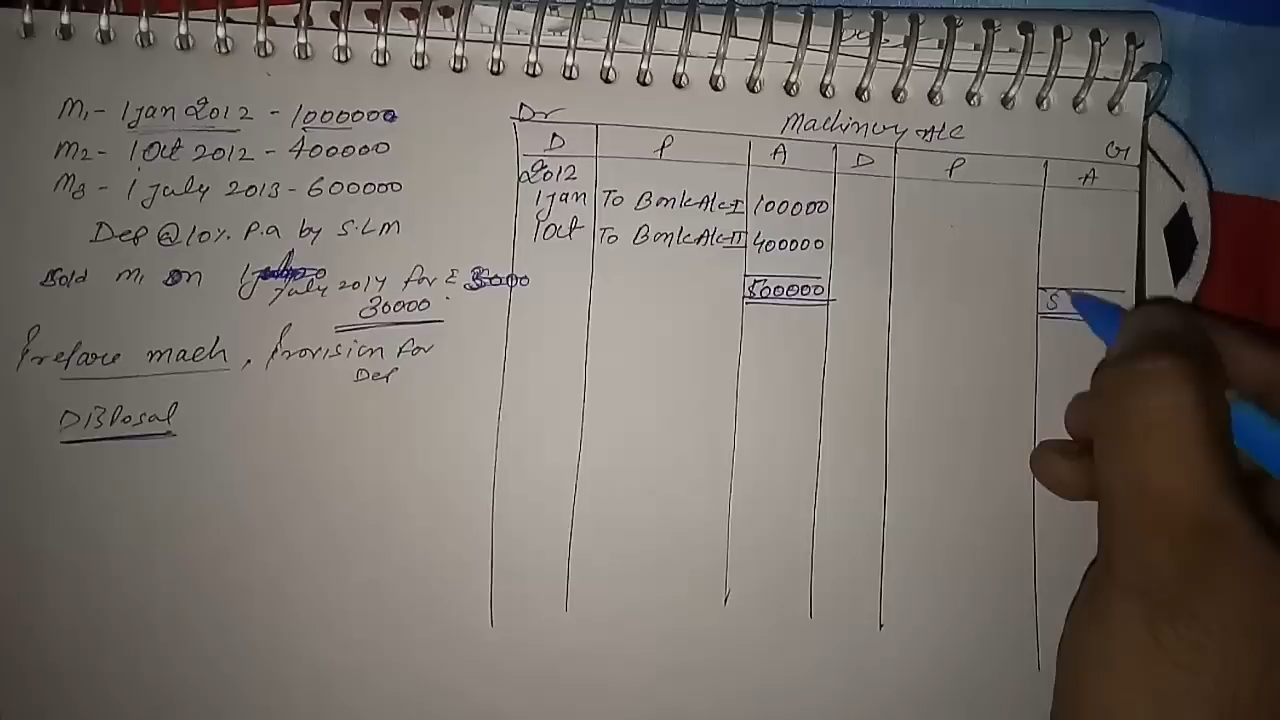 M1 - 1 jan 2012 - 1000000
M2 - 1 Oct 2012 - 400000
M3 - 1 july 2013 - 600000
Dep @ 10% P.a by S.L.M
Sold M1 on 1 July 2014 for ₹
30000
Prepare mach, Provision for
Dep
Disposal
Dr Machinery A/c Cr
D P A D P A
2012
1 jan To Bank A/c I 100000
1 Oct To Bank A/c II 400000
500000 5